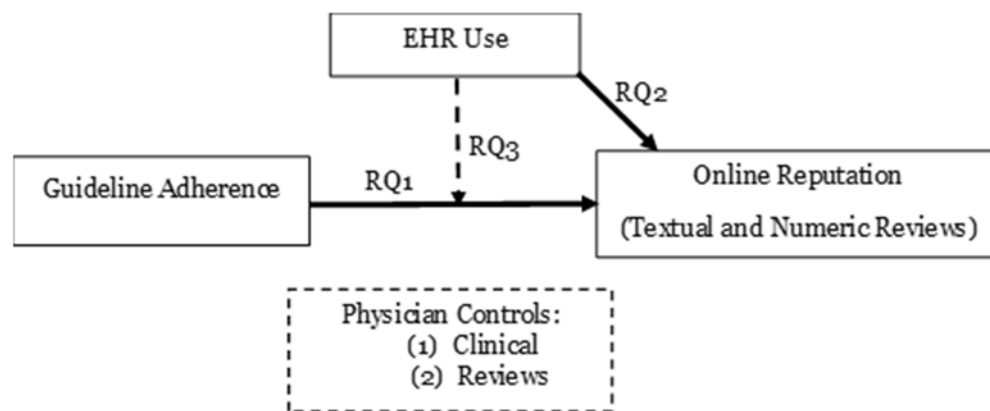 EHR Use
RQ2
RQ3
Guideline Adherence
RQ1
Online Reputation
(Textual and Numeric Reviews)
Physician Controls:
(1) Clinical
(2) Reviews